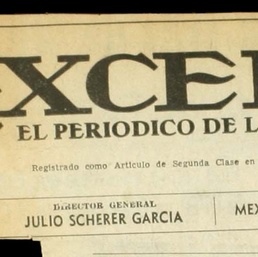 XCE
EL PERIODICO DE L
Registrado como Articulo de Segunda Clase en
DIRECTOR GENERAL
JULIO SCHERER GARCIA
MEX